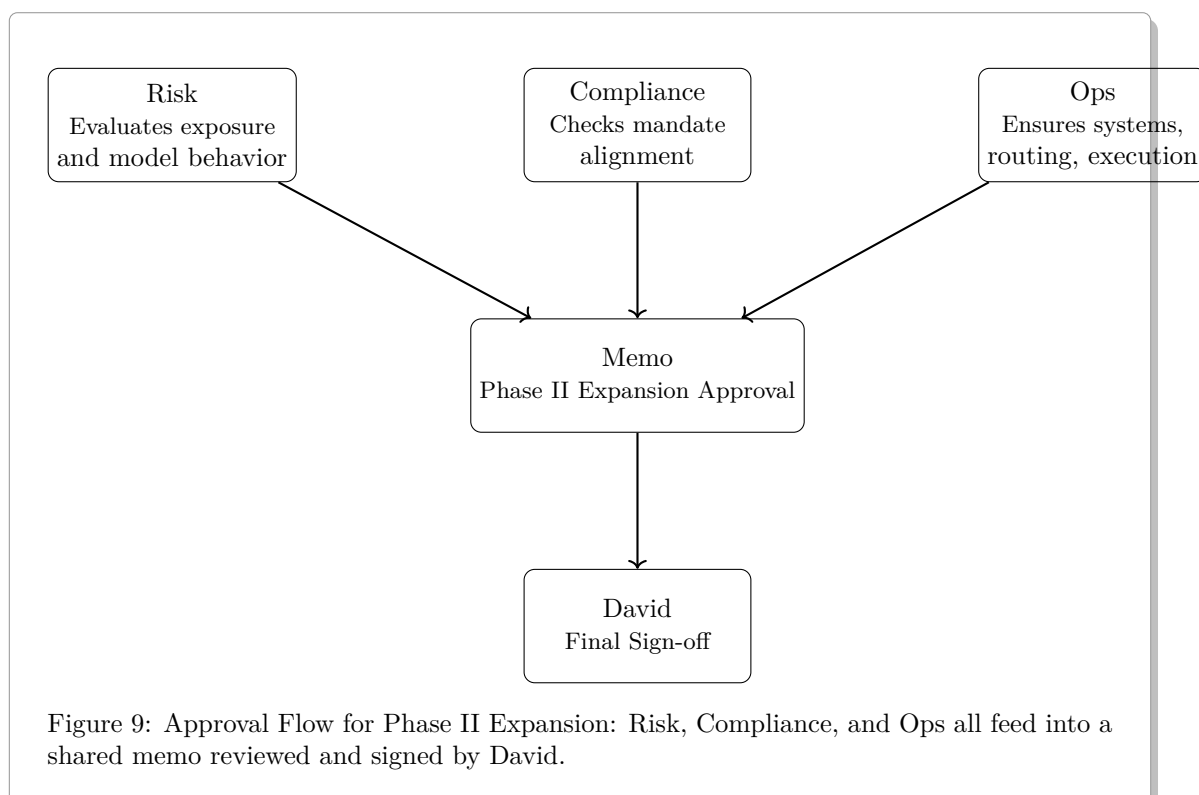 Risk
Evaluates exposure
and model behavior
Compliance
Checks mandate
alignment
Ops
Ensures systems,
routing, execution
Memo
Phase II Expansion Approval
David
Final Sign-off
Figure 9: Approval Flow for Phase II Expansion: Risk, Compliance, and Ops all feed into a
shared memo reviewed and signed by David.